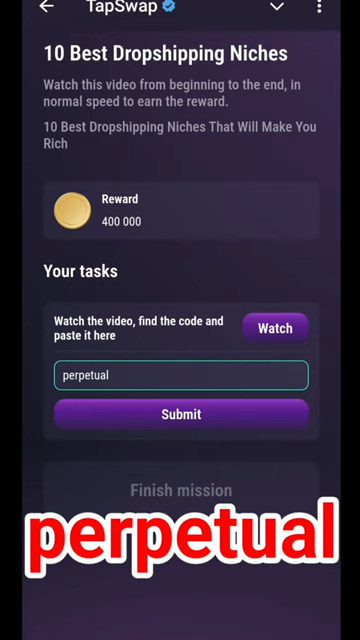 TapSwap
10 Best Dropshipping Niches
Watch this video from beginning to the end, in
normal speed to earn the reward.
10 Best Dropshipping Niches That Will Make You
Rich
Reward
400 000
Your tasks
Watch the video, find the code and
paste it here
Watch
perpetual
Submit
Finish mission
perpetual